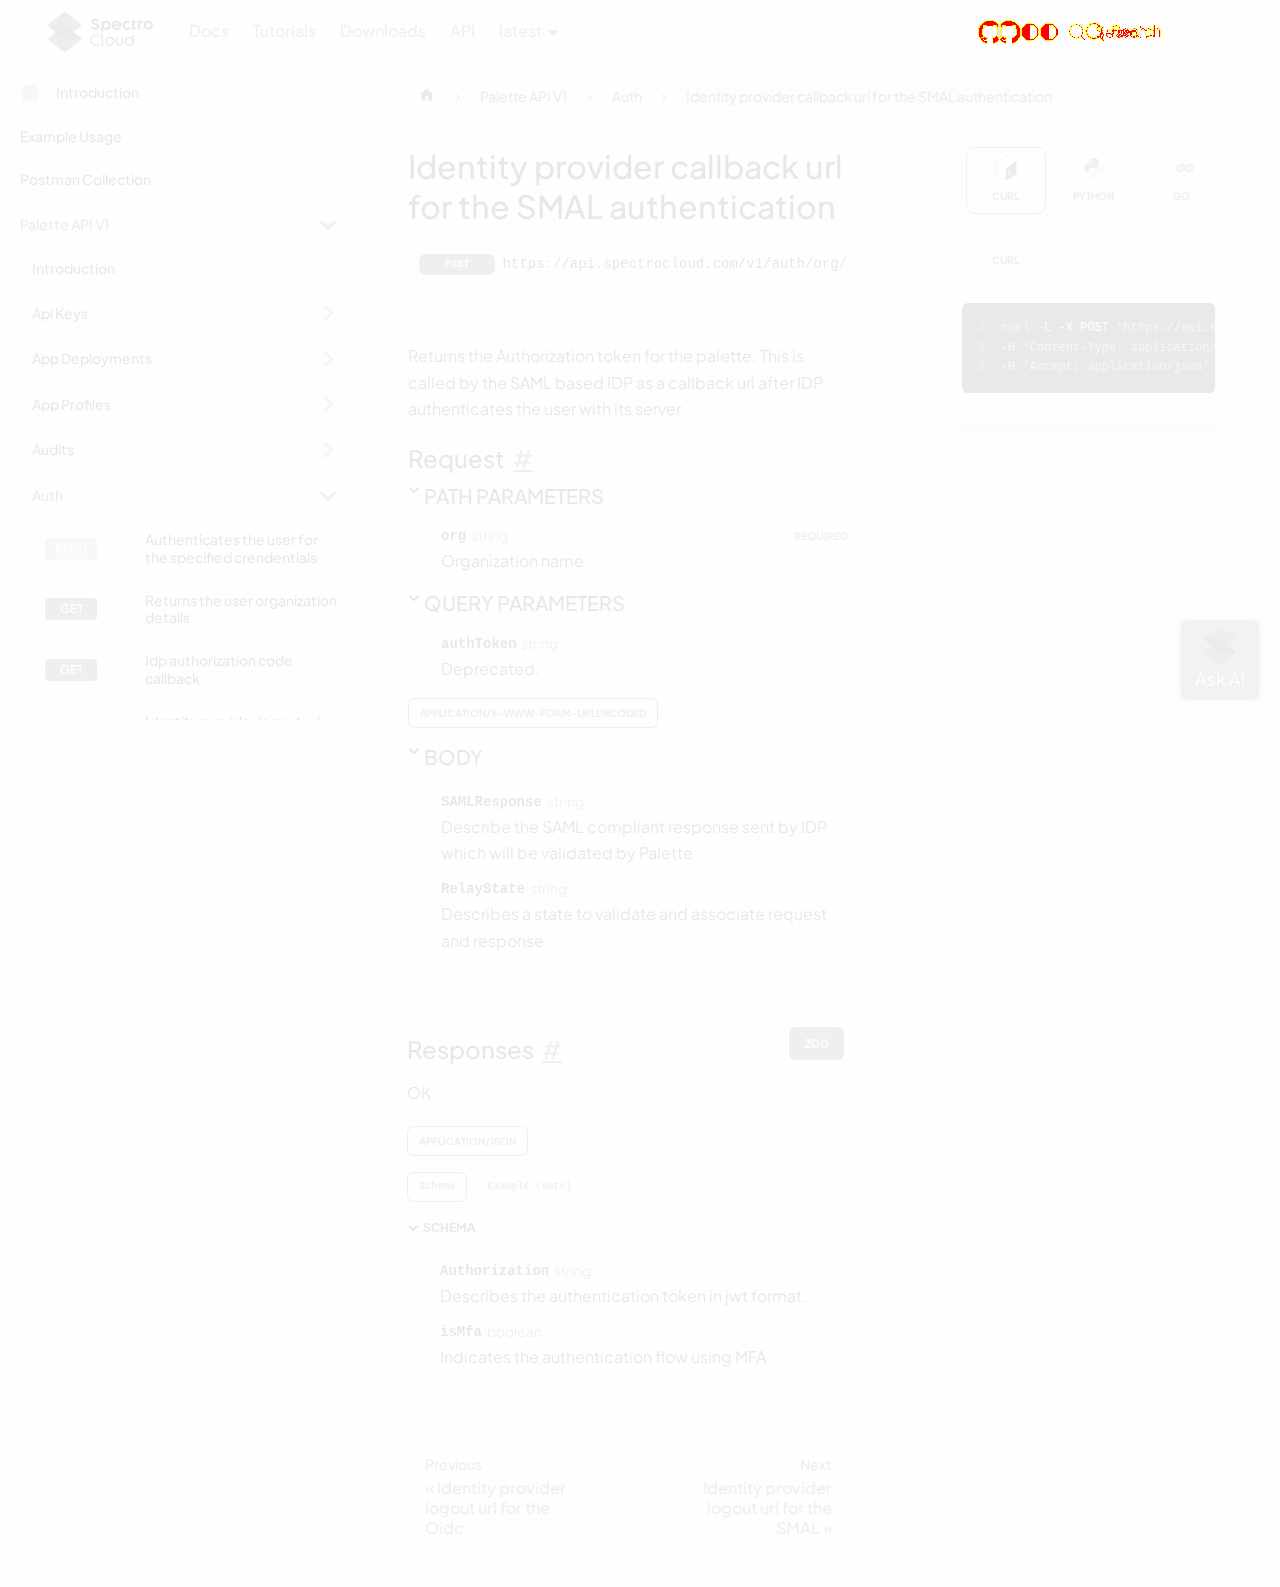 Spectro Cloud
Docs Tutorials Downloads API latest
Introduction
Example Usage
Postman Collection
Palette API V1
Introduction
Api Keys
App Deployments
App Profiles
Audits
Auth
POST Authenticates the user for the specified crendentials
GET Returns the user organization details
GET Idp authorization code callback
Palette API V1 Auth Identity provider callback url for the SMAL authentication
Identity provider callback url
for the SMAL authentication
POST https://api.spectrocloud.com/v1/auth/org/
Returns the Authorization token for the palette. This is
called by the SAML based IDP as a callback url after IDP
authenticates the user with its server.
Request #
PATH PARAMETERS
org string REQUIRED
Organization name
QUERY PARAMETERS
authToken string
Deprecated.
APPLICATION/X-WWW-FORM-URLENCODED
BODY
SAMLResponse string
Describe the SAML compliant response sent by IDP
which will be validated by Palette
RelayState string
Describes a state to validate and associate request
and response
Responses #
200
OK
APPLICATION/JSON
Schema Example (auto)
SCHEMA
Authorization string
Describes the authentication token in jwt format.
isMfa boolean
Indicates the authentication flow using MFA
Previous
« Identity provider
logout url for the
Oidc
Next
Identity provider
logout url for the
SMAL »
CURL PYTHON GO
CURL
1 curl -L -X POST 'https://api.s
2 -H 'Content-Type: application/
3 -H 'Accept: application/json'
Ask AI